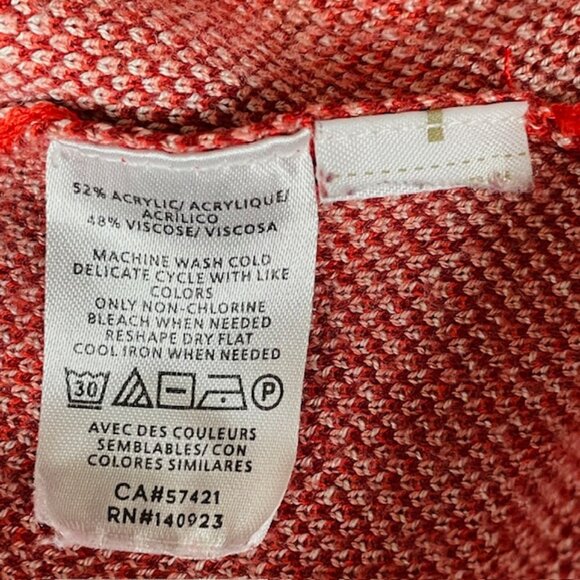 52% ACRYLIC/ ACRYLIQUE/
ACRÍLICO
48% VISCOSE/ VISCOSA
MACHINE WASH COLD
DELICATE CYCLE WITH LIKE
COLORS
ONLY NON-CHLORINE
BLEACH WHEN NEEDED
RESHAPE DRY FLAT
COOL IRON WHEN NEEDED
30 P
AVEC DES COULEURS
SEMBLABLES/ CON
COLORES SIMILARES
CA#57421
RN#140923